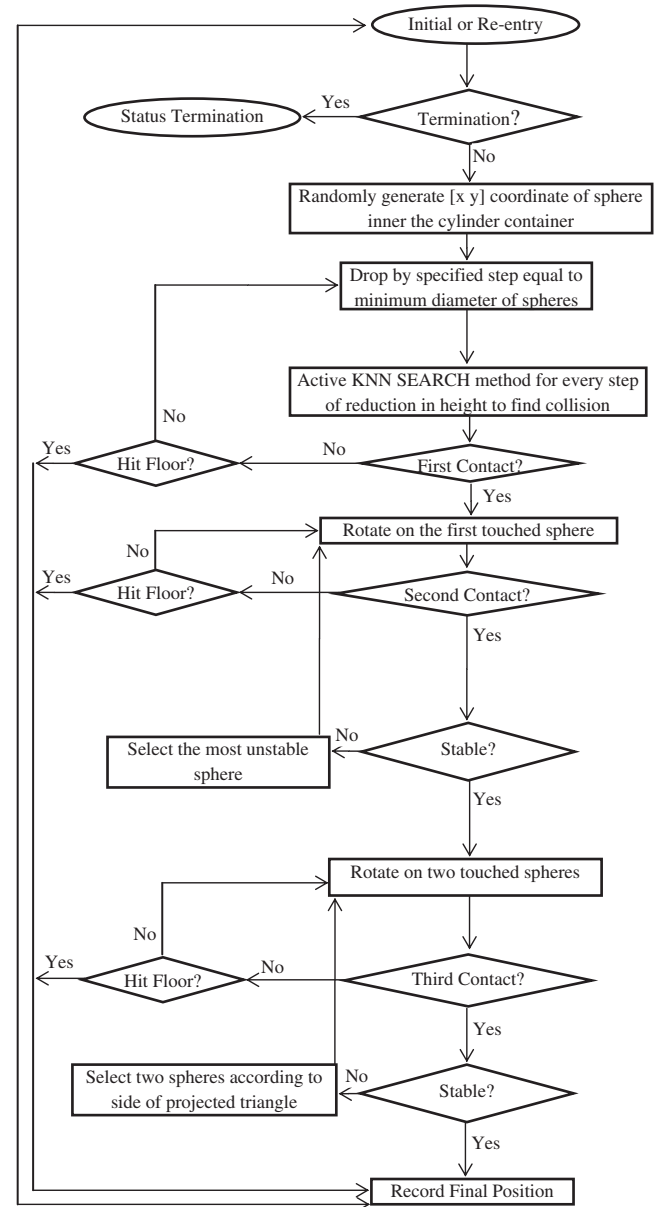 Initial or Re-entry
Yes
Status Termination
Termination?
No
Randomly generate [x y] coordinate of sphere
inner the cylinder container
Drop by specified step equal to
minimum diameter of spheres
Active KNN SEARCH method for every step
of reduction in height to find collision
No
Yes
Hit Floor?
No
First Contact?
Yes
Rotate on the first touched sphere
No
Yes
Hit Floor?
No
Second Contact?
Yes
Select the most unstable
sphere
No
Stable?
Yes
Rotate on two touched spheres
No
Yes
Hit Floor?
No
Third Contact?
Yes
Select two spheres according to
side of projected triangle
No
Stable?
Yes
Record Final Position